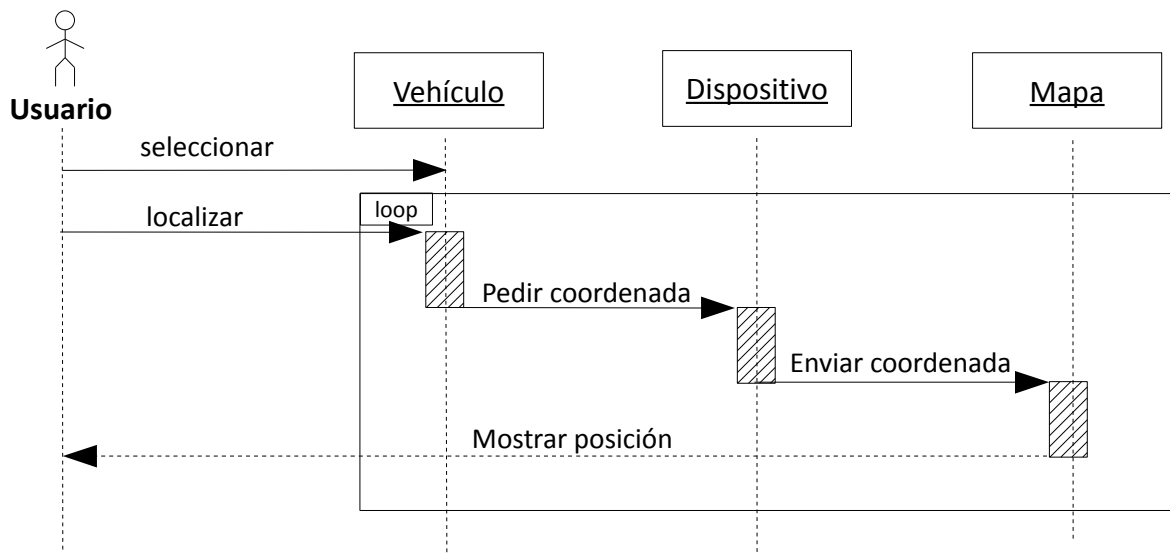 Usuario
Vehículo
Dispositivo
Mapa
seleccionar
loop
localizar
Pedir coordenada
Enviar coordenada
Mostrar posición